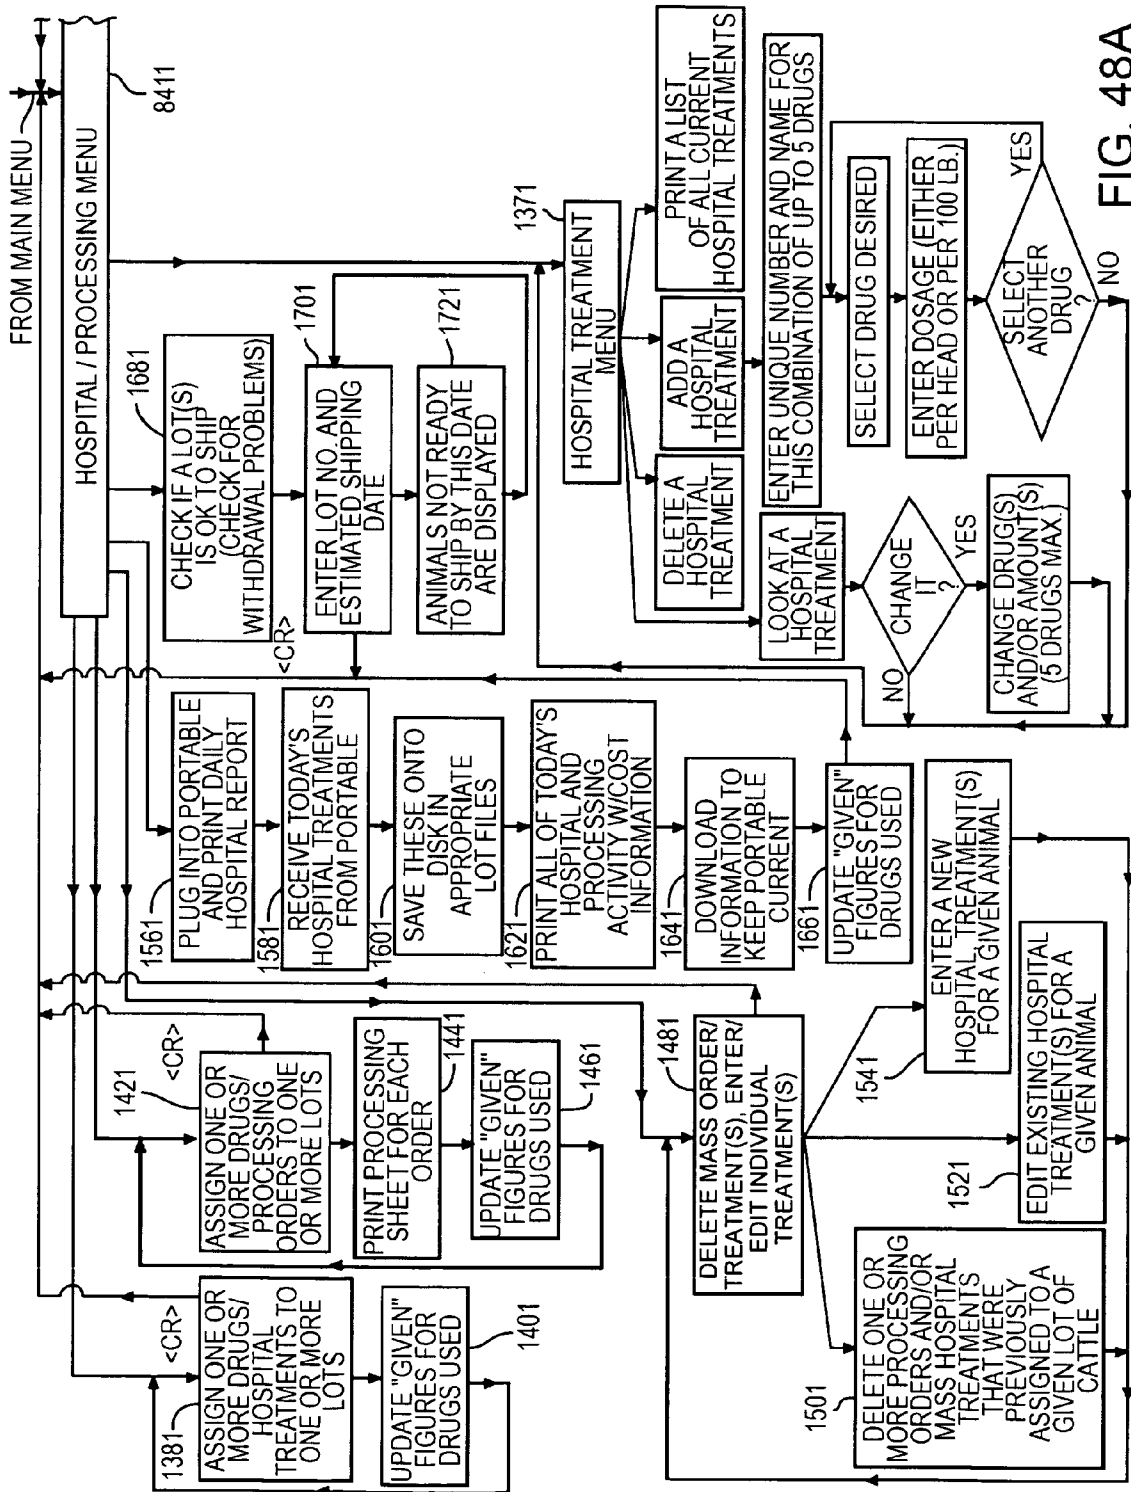 FROM MAIN MENU
HOSPITAL / PROCESSING MENU
8411
1381
<CR>
ASSIGN ONE OR
MORE DRUGS/
HOSPITAL
TREATMENTS TO
ONE OR MORE
LOTS
UPDATE "GIVEN"
FIGURES FOR
DRUGS USED
1401
1421
<CR>
ASSIGN ONE OR
MORE DRUGS/
PROCESSING
ORDERS TO ONE
OR MORE LOTS
PRINT PROCESSING
SHEET FOR EACH
ORDER
1441
UPDATE "GIVEN"
FIGURES FOR
DRUGS USED
1461
1561
PLUG INTO PORTABLE
AND PRINT DAILY
HOSPITAL REPORT
1581
RECEIVE TODAY'S
HOSPITAL TREATMENTS
FROM PORTABLE
1601
SAVE THESE ONTO
DISK IN
APPROPRIATE
LOT FILES
1621
PRINT ALL OF TODAY'S
HOSPITAL AND
PROCESSING
ACTIVITY W/COST
INFORMATION
1641
DOWNLOAD
INFORMATION TO
KEEP PORTABLE
CURRENT
1661
UPDATE "GIVEN"
FIGURES FOR
DRUGS USED
CHECK IF A LOT(S)
IS OK TO SHIP
(CHECK FOR
WITHDRAWAL PROBLEMS)
1681
<CR>
ENTER LOT NO. AND
ESTIMATED SHIPPING
DATE
1701
ANIMALS NOT READY
TO SHIP BY THIS DATE
ARE DISPLAYED
1721
DELETE MASS ORDER/
TREATMENT(S), ENTER/
EDIT INDIVIDUAL
TREATMENT(S)
1481
1501
DELETE ONE OR
MORE PROCESSING
ORDERS AND/OR
MASS HOSPITAL
TREATMENTS
THAT WERE
PREVIOUSLY
ASSIGNED TO A
GIVEN LOT OF
CATTLE
1521
EDIT EXISTING HOSPITAL
TREATMENT(S) FOR A
GIVEN ANIMAL
1541
ENTER A NEW
HOSPITAL TREATMENT(S)
FOR A GIVEN ANIMAL
HOSPITAL TREATMENT
MENU
1371
LOOK AT A
HOSPITAL
TREATMENT
DELETE A
HOSPITAL
TREATMENT
ADD A
HOSPITAL
TREATMENT
PRINT A LIST
OF ALL CURRENT
HOSPITAL TREATMENTS
CHANGE
IT
?
NO
YES
CHANGE DRUG(S)
AND/OR AMOUNT(S)
(5 DRUGS MAX.)
ENTER UNIQUE NUMBER AND NAME FOR
THIS COMBINATION OF UP TO 5 DRUGS
SELECT DRUG DESIRED
ENTER DOSAGE (EITHER
PER HEAD OR PER 100 LB.)
SELECT
ANOTHER
DRUG
?
YES
NO
FIG. 48A